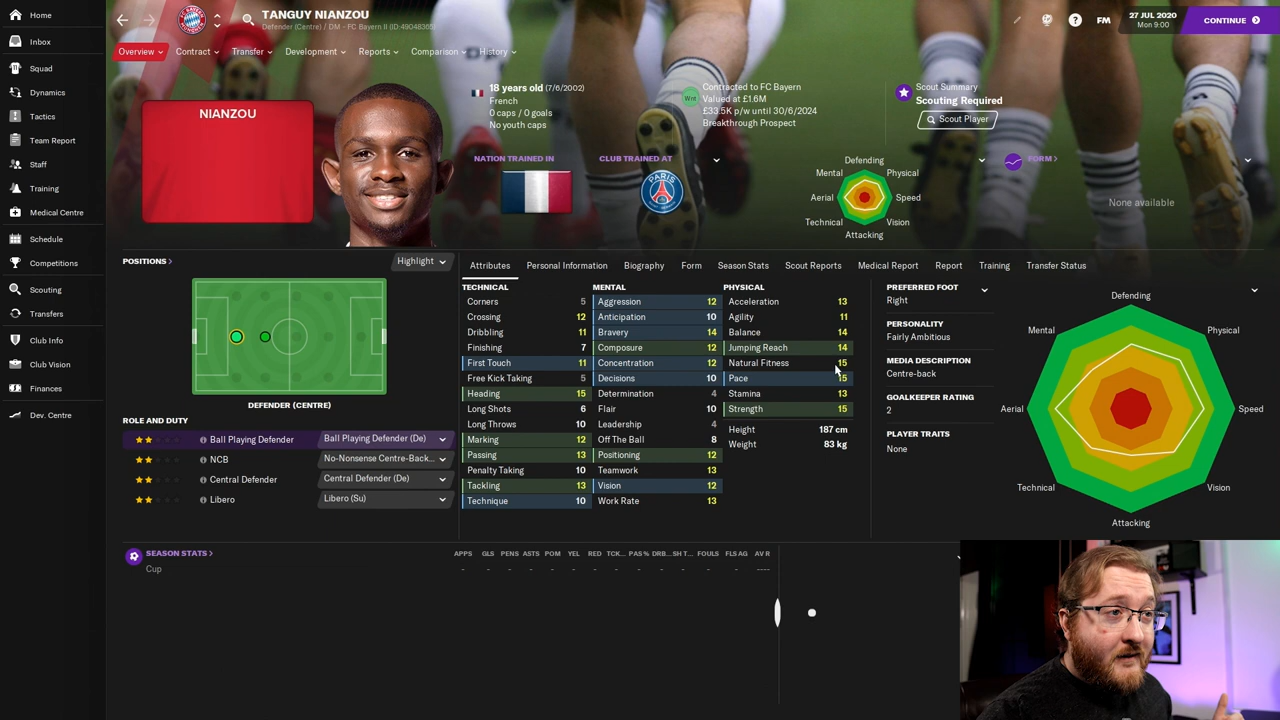 Home
Inbox
Squad
Dynamics
Tactics
Team Report
Staff
Training
Medical Centre
Schedule
Competitions
Scouting
Transfers
Club Info
Club Vision
Finances
Dev. Centre
TANGUY NIANZOU
Defender (Centre) / DM - FC Bayern II (ID:49048365)
FM
27 JUL 2020
Mon 9:00
CONTINUE
Overview
Contract
Transfer
Development
Reports
Comparison
History
NIANZOU
18 years old (7/6/2002)
French
0 caps / 0 goals
No youth caps
Wnt
Contracted to FC Bayern
Valued at £1.6M
£33.5K p/w until 30/6/2024
Breakthrough Prospect
Scout Summary
Scouting Required
Scout Player
NATION TRAINED IN
CLUB TRAINED AT
PARIS
Defending
Mental
Physical
Aerial
Speed
Technical
Vision
Attacking
FORM >
None available
POSITIONS >
Highlight
DEFENDER (CENTRE)
ROLE AND DUTY
Ball Playing Defender
Ball Playing Defender (De)
NCB
No-Nonsense Centre-Back...
Central Defender
Central Defender (De)
Libero
Libero (Su)
Attributes
Personal Information
Biography
Form
Season Stats
Scout Reports
Medical Report
Report
Training
Transfer Status
TECHNICAL
Corners 5
Crossing 12
Dribbling 11
Finishing 7
First Touch 11
Free Kick Taking 5
Heading 15
Long Shots 6
Long Throws 10
Marking 12
Passing 13
Penalty Taking 10
Tackling 13
Technique 10
MENTAL
Aggression 12
Anticipation 10
Bravery 14
Composure 12
Concentration 12
Decisions 10
Determination 4
Flair 10
Leadership 4
Off The Ball 8
Positioning 12
Teamwork 13
Vision 12
Work Rate 13
PHYSICAL
Acceleration 13
Agility 11
Balance 14
Jumping Reach 14
Natural Fitness 15
Pace 15
Stamina 13
Strength 15
Height 187 cm
Weight 83 kg
PREFERRED FOOT
Right
PERSONALITY
Fairly Ambitious
MEDIA DESCRIPTION
Centre-back
GOALKEEPER RATING
2
PLAYER TRAITS
None
Defending
Mental
Physical
Aerial
Speed
Technical
Vision
Attacking
SEASON STATS >
APPS GLS PENS ASTS POM YEL RED TCK... PAS% DRB... SH T... FOULS FLS AG AV R
Cup - - - - - - - - - - - - - ----